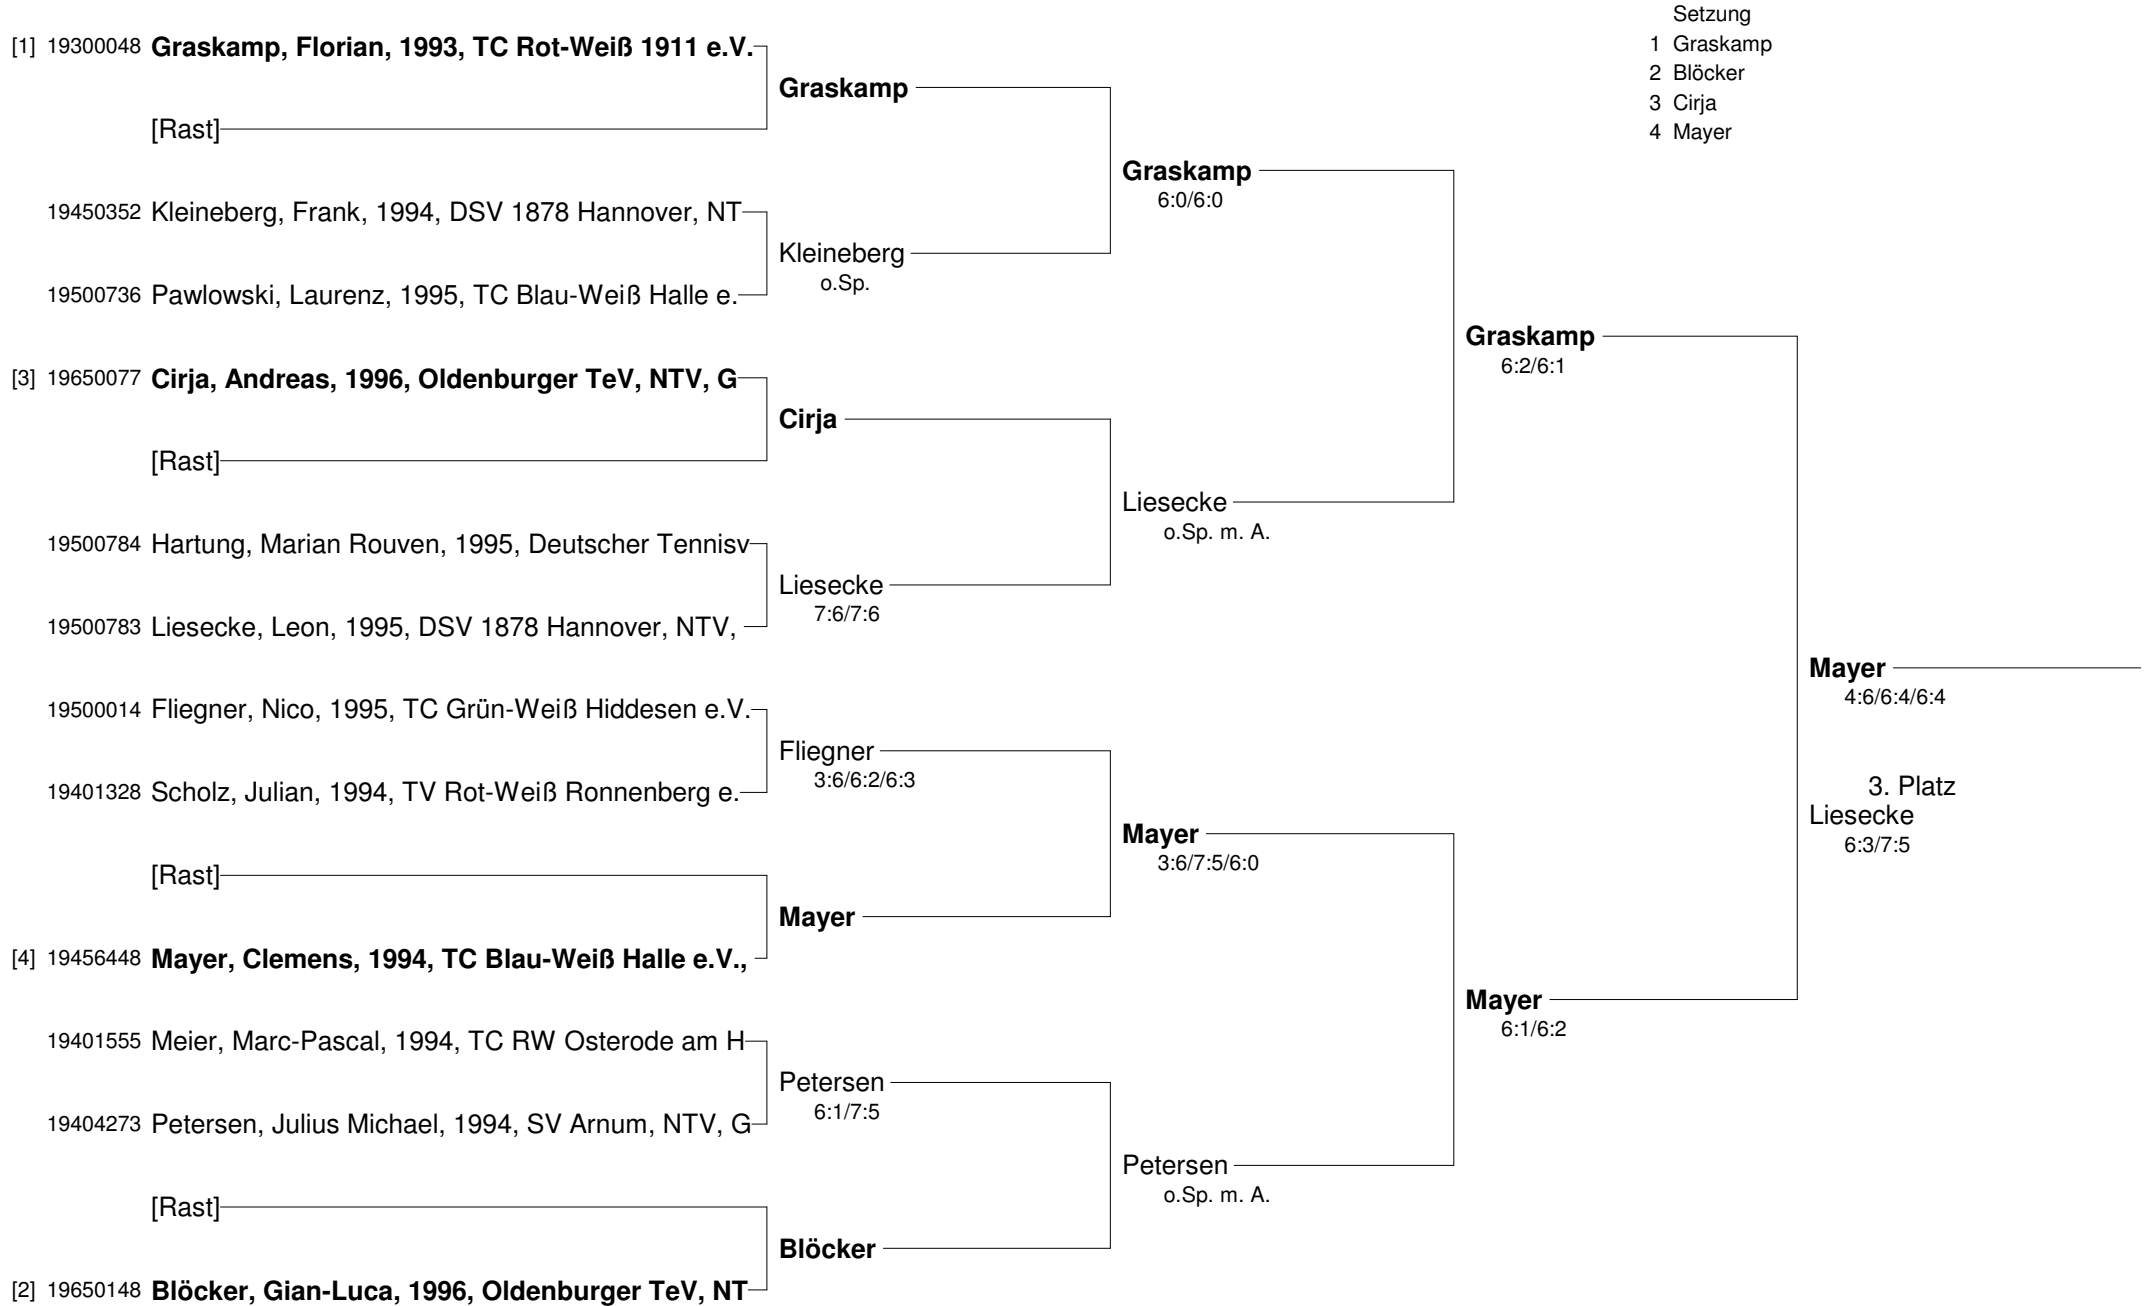 Setzung
1 Graskamp
2 Blöcker
3 Cirja
4 Mayer
[1] 19300048 Graskamp, Florian, 1993, TC Rot-Weiß 1911 e.V.
[Rast]
19450352 Kleineberg, Frank, 1994, DSV 1878 Hannover, NT
19500736 Pawlowski, Laurenz, 1995, TC Blau-Weiß Halle e.
[3] 19650077 Cirja, Andreas, 1996, Oldenburger TeV, NTV, G
[Rast]
19500784 Hartung, Marian Rouven, 1995, Deutscher Tennisv
19500783 Liesecke, Leon, 1995, DSV 1878 Hannover, NTV,
19500014 Fliegner, Nico, 1995, TC Grün-Weiß Hiddesen e.V.
19401328 Scholz, Julian, 1994, TV Rot-Weiß Ronnenberg e.
[Rast]
[4] 19456448 Mayer, Clemens, 1994, TC Blau-Weiß Halle e.V.,
19401555 Meier, Marc-Pascal, 1994, TC RW Osterode am H
19404273 Petersen, Julius Michael, 1994, SV Arnum, NTV, G
[Rast]
[2] 19650148 Blöcker, Gian-Luca, 1996, Oldenburger TeV, NT
Graskamp
Kleineberg
o.Sp.
Cirja
Liesecke
7:6/7:6
Fliegner
3:6/6:2/6:3
Mayer
Petersen
6:1/7:5
Blöcker
Graskamp
6:0/6:0
Liesecke
o.Sp. m. A.
Mayer
3:6/7:5/6:0
Petersen
o.Sp. m. A.
Graskamp
6:2/6:1
Mayer
6:1/6:2
Mayer
4:6/6:4/6:4
3. Platz
Liesecke
6:3/7:5